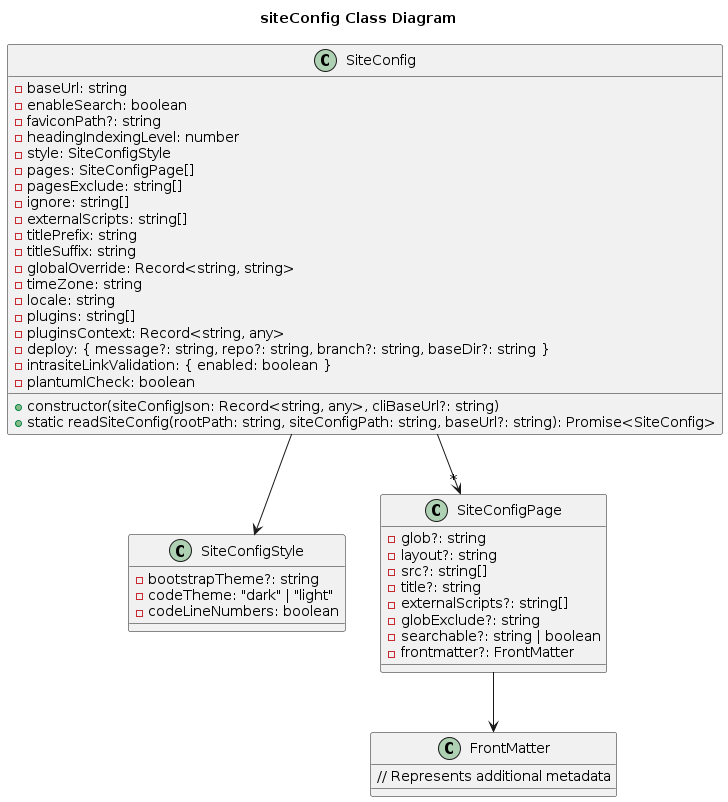 siteConfig Class Diagram
C SiteConfig
baseUrl: string
enableSearch: boolean
faviconPath?: string
headingIndexingLevel: number
style: SiteConfigStyle
pages: SiteConfigPage[]
pagesExclude: string[]
ignore: string[]
externalScripts: string[]
titlePrefix: string
titleSuffix: string
globalOverride: Record<string, string>
timeZone: string
locale: string
plugins: string[]
pluginsContext: Record<string, any>
deploy: { message?: string, repo?: string, branch?: string, baseDir?: string }
intrasiteLinkValidation: { enabled: boolean }
plantumlCheck: boolean
constructor(siteConfigJson: Record<string, any>, cliBaseUrl?: string)
static readSiteConfig(rootPath: string, siteConfigPath: string, baseUrl?: string): Promise<SiteConfig>
*
C SiteConfigStyle
bootstrapTheme?: string
codeTheme: "dark" | "light"
codeLineNumbers: boolean
C SiteConfigPage
glob?: string
layout?: string
src?: string[]
title?: string
externalScripts?: string[]
globExclude?: string
searchable?: string | boolean
frontmatter?: FrontMatter
C FrontMatter
// Represents additional metadata